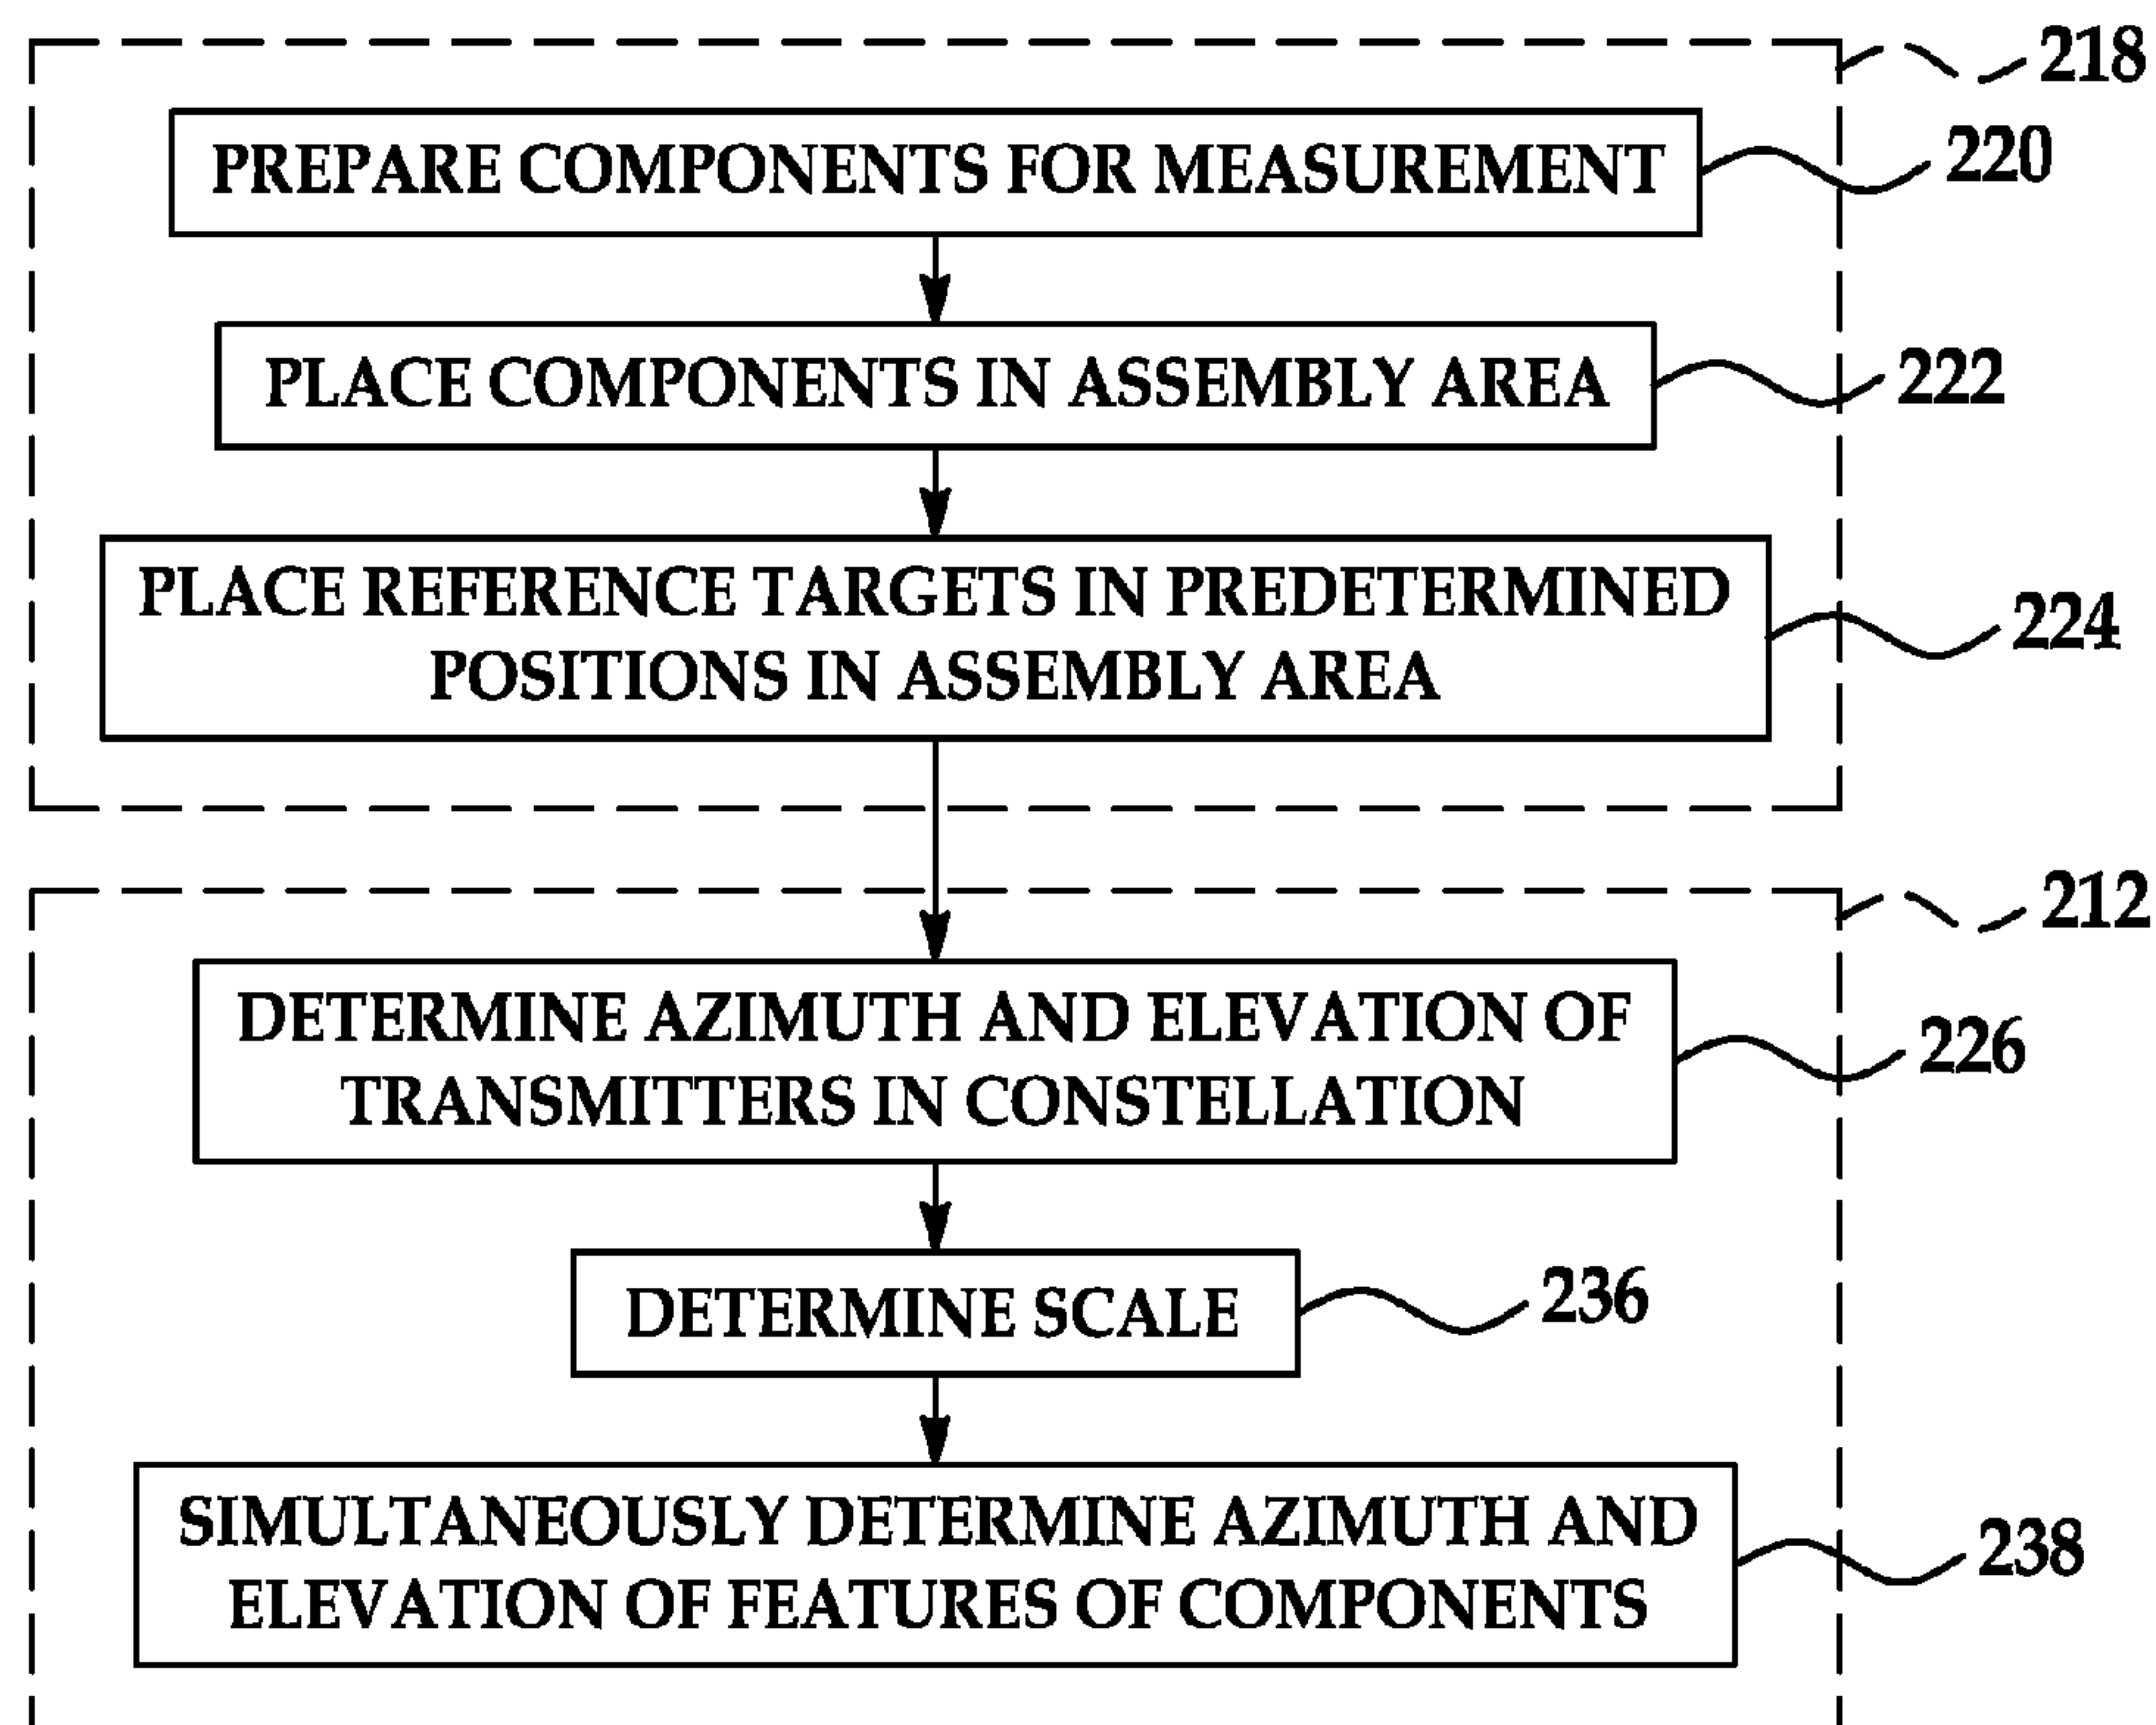 218
PREPARE COMPONENTS FOR MEASUREMENT
220
PLACE COMPONENTS IN ASSEMBLY AREA
222
PLACE REFERENCE TARGETS IN PREDETERMINED
POSITIONS IN ASSEMBLY AREA
224
212
DETERMINE AZIMUTH AND ELEVATION OF
TRANSMITTERS IN CONSTELLATION
226
DETERMINE SCALE
236
SIMULTANEOUSLY DETERMINE AZIMUTH AND
ELEVATION OF FEATURES OF COMPONENTS
238